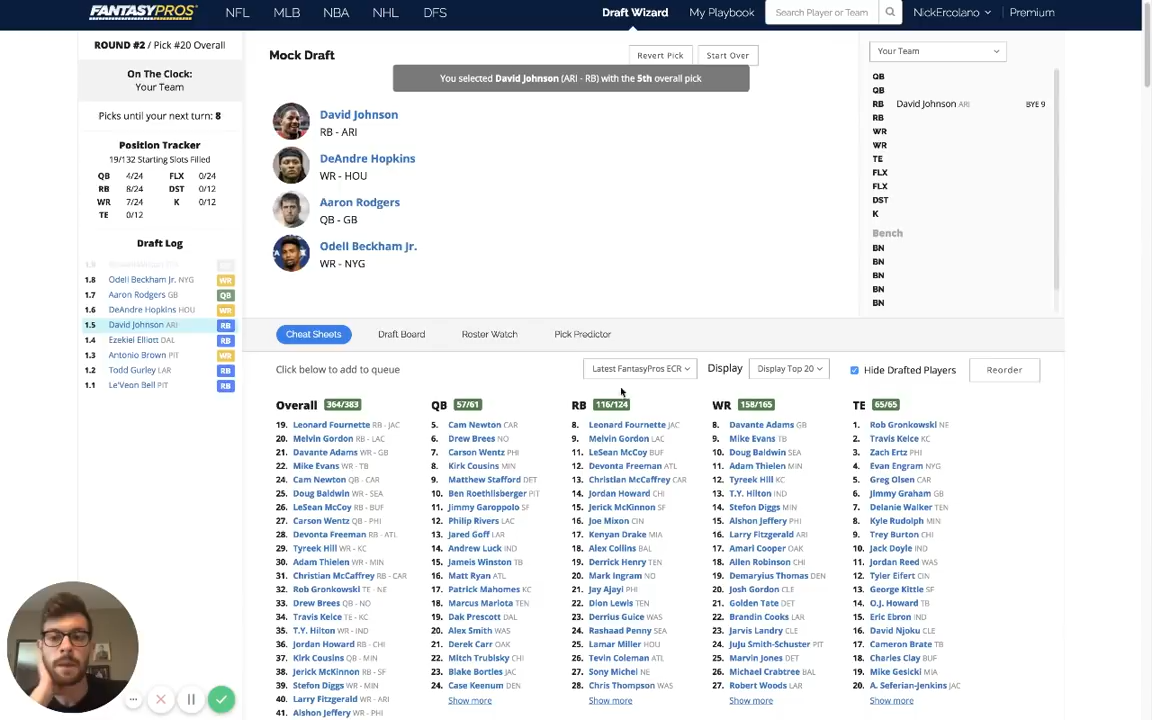 FANTASYPROS NFL MLB NBA NHL DFS Draft Wizard My Playbook Search Player or Team NickErcolano Premium
ROUND #2 / Pick #20 Overall
On The Clock:
Your Team
Picks until your next turn: 8
Position Tracker
19/132 Starting Slots Filled
QB 4/24 FLX 0/24
RB 8/24 DST 0/12
WR 7/24 K 0/12
TE 0/12
Draft Log
1.8 Odell Beckham Jr. NYG WR
1.7 Aaron Rodgers GB QB
1.6 DeAndre Hopkins HOU WR
1.5 David Johnson ARI RB
1.4 Ezekiel Elliott DAL RB
1.3 Antonio Brown PIT WR
1.2 Todd Gurley LAR RB
1.1 Le'Veon Bell PIT RB
Mock Draft Revert Pick Start Over
You selected David Johnson (ARI - RB) with the 5th overall pick
David Johnson
RB - ARI
DeAndre Hopkins
WR - HOU
Aaron Rodgers
QB - GB
Odell Beckham Jr.
WR - NYG
Your Team
QB
QB
RB David Johnson ARI BYE 9
RB
WR
WR
TE
FLX
FLX
DST
K
Bench
BN
BN
BN
BN
BN
Cheat Sheets Draft Board Roster Watch Pick Predictor
Click below to add to queue Latest FantasyPros ECR Display Display Top 20 Hide Drafted Players Reorder
Overall 364/383
19. Leonard Fournette RB - JAC
20. Melvin Gordon RB - LAC
21. Davante Adams WR - GB
22. Mike Evans WR - TB
24. Cam Newton QB - CAR
25. Doug Baldwin WR - SEA
26. LeSean McCoy RB - BUF
27. Carson Wentz QB - PHI
28. Devonta Freeman RB - ATL
29. Tyreek Hill WR - KC
30. Adam Thielen WR - MIN
31. Christian McCaffrey RB - CAR
32. Rob Gronkowski TE - NE
33. Drew Brees QB - NO
34. Travis Kelce TE - KC
35. T.Y. Hilton WR - IND
36. Jordan Howard RB - CHI
37. Kirk Cousins QB - MIN
38. Jerick McKinnon RB - SF
39. Stefon Diggs WR - MIN
40. Larry Fitzgerald WR - ARI
41. Alshon Jeffery WR - PHI
QB 57/61
5. Cam Newton CAR
6. Drew Brees NO
7. Carson Wentz PHI
8. Kirk Cousins MIN
9. Matthew Stafford DET
10. Ben Roethlisberger PIT
11. Jimmy Garoppolo SF
12. Philip Rivers LAC
13. Jared Goff LAR
14. Andrew Luck IND
15. Jameis Winston TB
16. Matt Ryan ATL
17. Patrick Mahomes KC
18. Marcus Mariota TEN
19. Dak Prescott DAL
20. Alex Smith WAS
21. Derek Carr OAK
22. Mitch Trubisky CHI
23. Blake Bortles JAC
24. Case Keenum DEN
Show more
RB 116/124
8. Leonard Fournette JAC
9. Melvin Gordon LAC
11. LeSean McCoy BUF
12. Devonta Freeman ATL
13. Christian McCaffrey CAR
14. Jordan Howard CHI
15. Jerick McKinnon SF
16. Joe Mixon CIN
17. Kenyan Drake MIA
18. Alex Collins BAL
19. Derrick Henry TEN
20. Mark Ingram NO
21. Jay Ajayi PHI
22. Dion Lewis TEN
23. Derrius Guice WAS
24. Rashaad Penny SEA
25. Lamar Miller HOU
26. Tevin Coleman ATL
27. Sony Michel NE
28. Chris Thompson WAS
Show more
WR 158/165
8. Davante Adams GB
9. Mike Evans TB
10. Doug Baldwin SEA
11. Adam Thielen MIN
12. Tyreek Hill KC
13. T.Y. Hilton IND
14. Stefon Diggs MIN
15. Alshon Jeffery PHI
16. Larry Fitzgerald ARI
17. Amari Cooper OAK
18. Allen Robinson CHI
19. Demaryius Thomas DEN
20. Josh Gordon CLE
21. Golden Tate DET
22. Brandin Cooks LAR
23. Jarvis Landry CLE
24. JuJu Smith-Schuster PIT
25. Marvin Jones DET
26. Michael Crabtree BAL
27. Robert Woods LAR
Show more
TE 65/65
1. Rob Gronkowski NE
2. Travis Kelce KC
3. Zach Ertz PHI
4. Evan Engram NYG
5. Greg Olsen CAR
6. Jimmy Graham GB
7. Delanie Walker TEN
8. Kyle Rudolph MIN
9. Trey Burton CHI
10. Jack Doyle IND
11. Jordan Reed WAS
12. Tyler Eifert CIN
13. George Kittle SF
14. O.J. Howard TB
15. Eric Ebron IND
16. David Njoku CLE
17. Cameron Brate TB
18. Charles Clay BUF
19. Mike Gesicki MIA
20. A. Seferian-Jenkins JAC
Show more